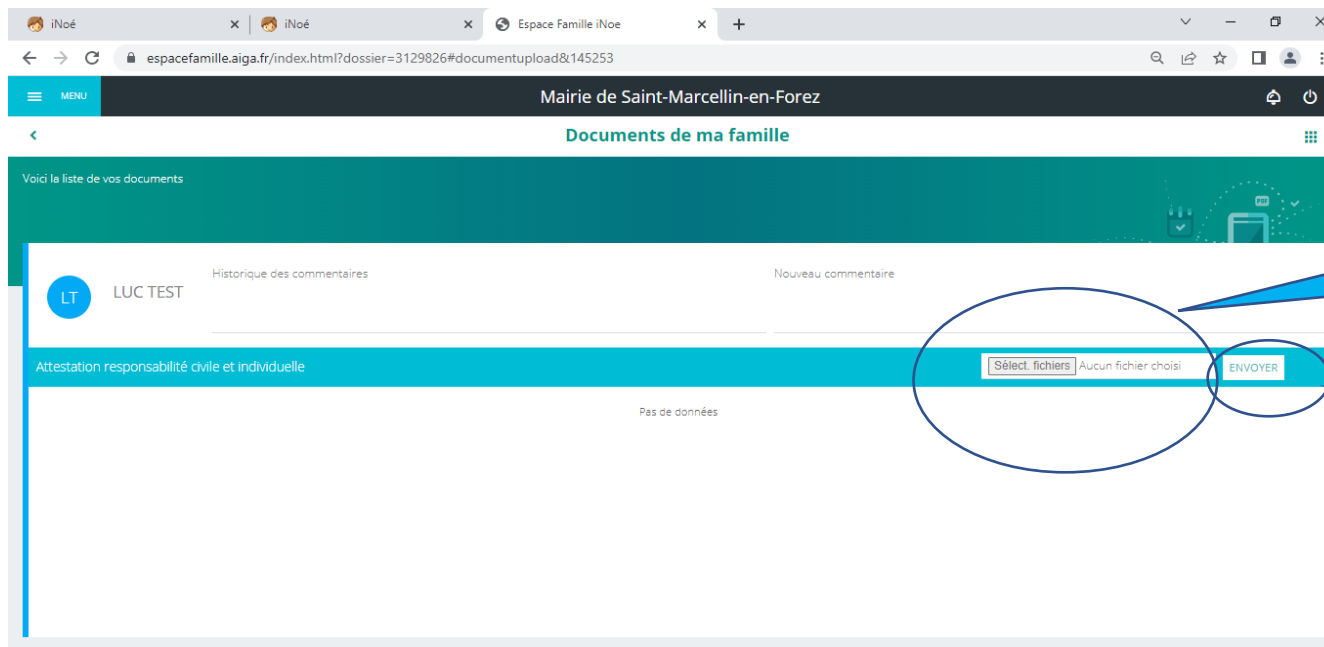 iNoé
iNoé
Espace Famille iNoe
espacefamille.aiga.fr/index.html?dossier=3129826#documentupload&145253
MENU
Mairie de Saint-Marcellin-en-Forez
Documents de ma famille
Voici la liste de vos documents
PDF
Historique des commentaires
Nouveau commentaire
LT
LUC TEST
Attestation responsabilité civile et individuelle
Sélect. fichiers Aucun fichier choisi
ENVOYER
Pas de données